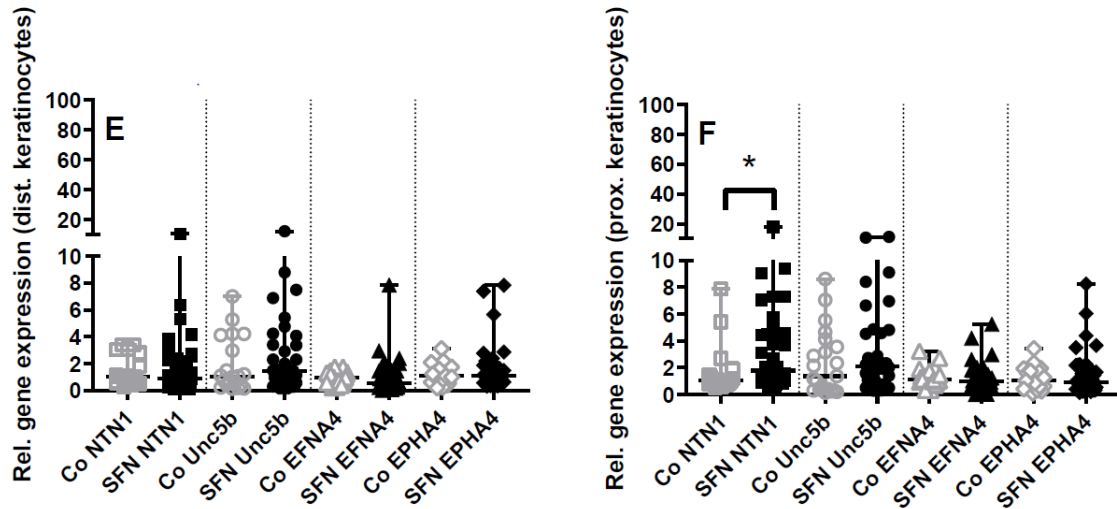 Rel. gene expression (dist. keratinocytes)
100
80
60
40
20
10
8
6
4
2
0
E
Co NTN1
SFN NTN1
Co Unc5b
SFN Unc5b
Co EFNA4
SFN EFNA4
Co EPHA4
SFN EPHA4
Rel. gene expression (prox. keratinocytes)
100
80
60
40
20
10
8
6
4
2
0
F
*
Co NTN1
SFN NTN1
Co Unc5b
SFN Unc5b
Co EFNA4
SFN EFNA4
Co EPHA4
SFN EPHA4